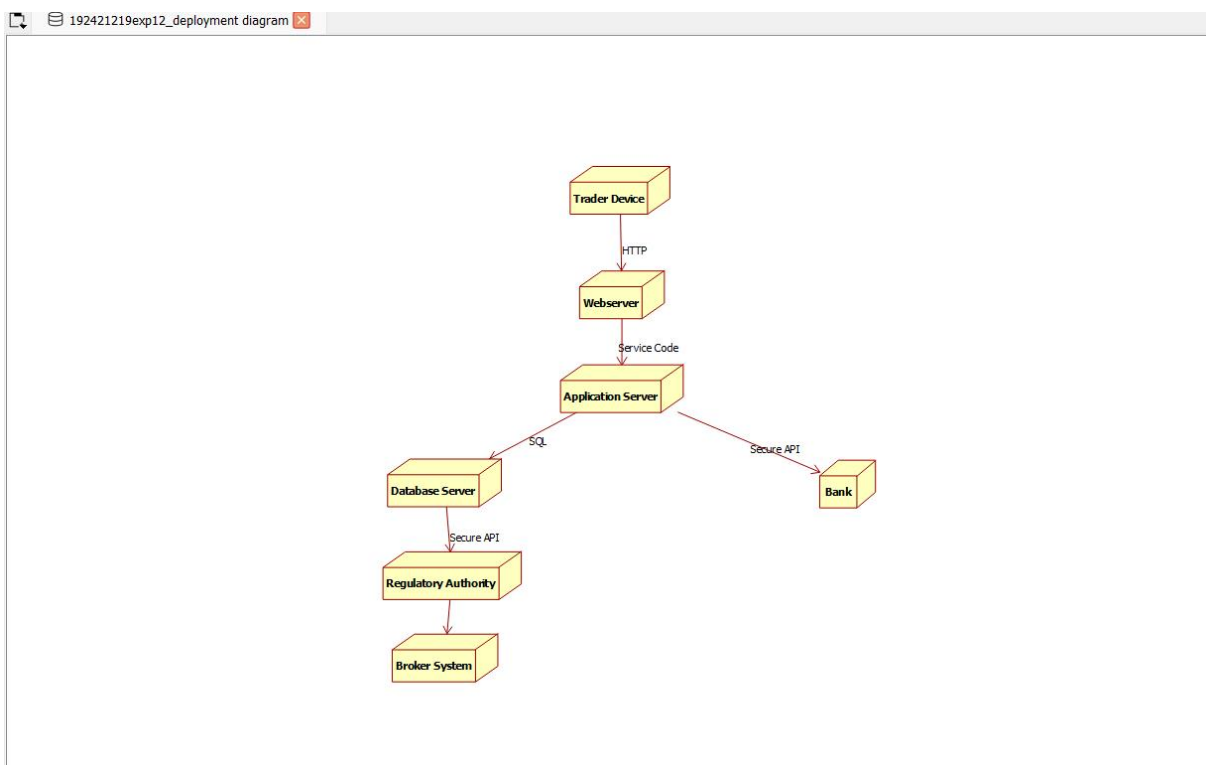 192421219exp12_deployment diagram
Trader Device
HTTP
Webserver
Service Code
Application Server
SQL
Secure API
Database Server
Bank
Secure API
Regulatory Authority
Broker System